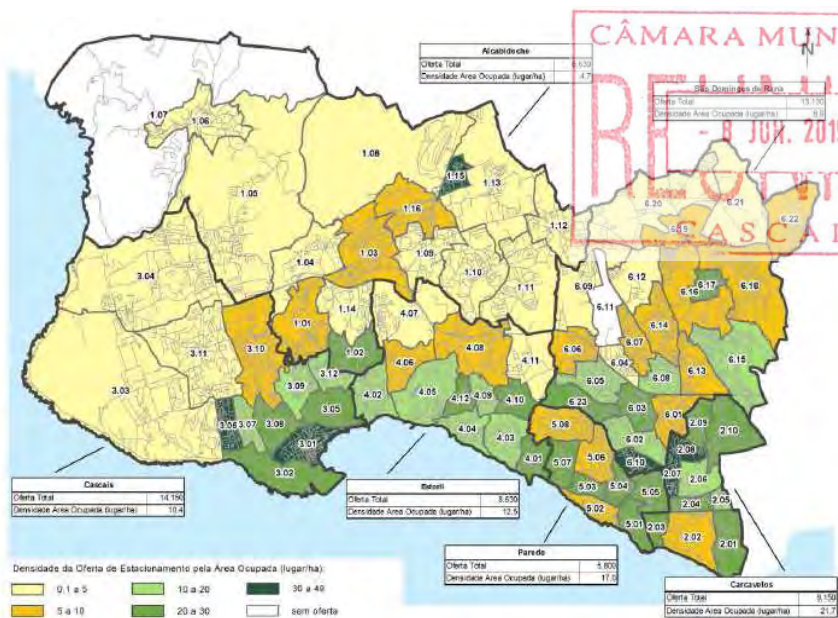 CÂMARA MUN
N
- 8 JUN. 201
CASCAI
Alcabideche
Oferta Total
Densidade Area Ocupada (lugar/ha) 4,7
São Domingos de Rana
Oferta Total 13.130
Densidade Area Ocupada (lugar/ha)
1.07
1.06
1.08
1.15
1.13
1.05
1.16
1.03
1.09
1.04
1.10
1.12
1.11
6.20
6.21
6.19
6.22
3.04
6.09
6.12
6.11
6.16
6.17
6.18
1.01
1.14
4.07
6.14
3.11
3.10
1.02
4.06
4.08
4.11
6.06
6.07
6.04
6.15
3.03
3.12
3.09
4.02
4.05
6.05
6.08
6.13
3.05
4.12
4.09
4.10
6.23
6.03
6.01
3.06
3.07
3.08
3.01
4.04
4.03
5.08
6.02
2.09
2.10
3.02
4.01
5.07
5.06
6.10
2.08
2.07
2.06
5.03
5.04
5.05
2.04
2.05
5.02
5.01
2.03
2.02
2.01
Cascais
Oferta Total 14.150
Densidade Area Ocupada (lugar/ha) 10,4
Estoril
Oferta Total 8.630
Densidade Area Ocupada (lugar/ha) 12,5
Parede
Oferta Total 5.800
Densidade Area Ocupada (lugar/ha) 17,0
Carcavelos
Oferta Total 9.150
Densidade Area Ocupada (lugar/ha) 21,7
Densidade da Oferta de Estacionamento pela Área Ocupada (lugar/ha):
0,1 a 5
10 a 20
30 a 40
5 a 10
20 a 30
sem oferta